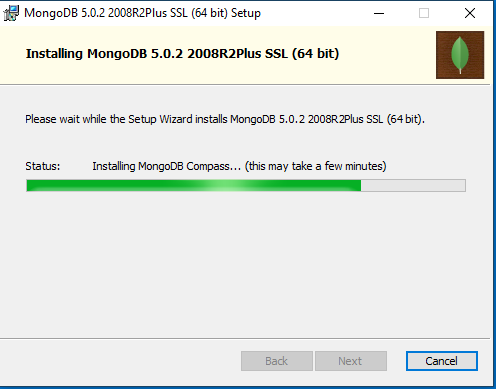 MongoDB 5.0.2 2008R2Plus SSL (64 bit) Setup
Installing MongoDB 5.0.2 2008R2Plus SSL (64 bit)
Please wait while the Setup Wizard installs MongoDB 5.0.2 2008R2Plus SSL (64 bit).
Status: Installing MongoDB Compass... (this may take a few minutes)
Back Next Cancel